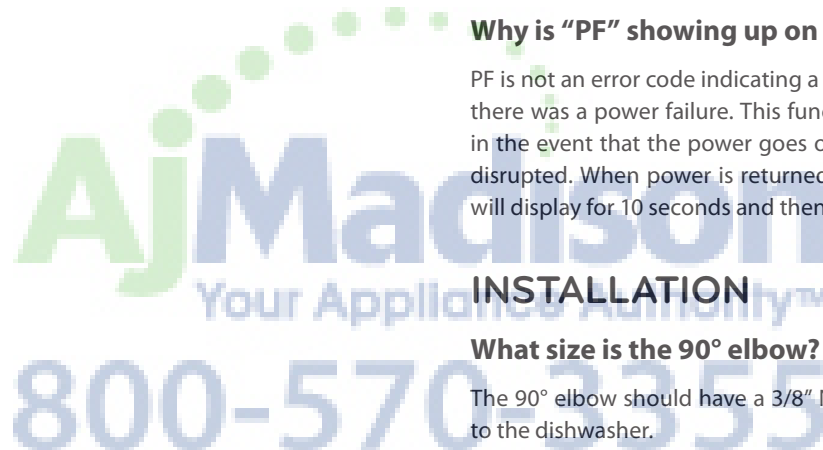 Why is “PF” showing up on
PF is not an error code indicating a
there was a power failure. This fun
in the event that the power goes o
disrupted. When power is returned
will display for 10 seconds and then
AjMadison
INSTALLATION
Your Appliance Authority™
What size is the 90° elbow?
The 90° elbow should have a 3/8”
to the dishwasher.
800-570-3355